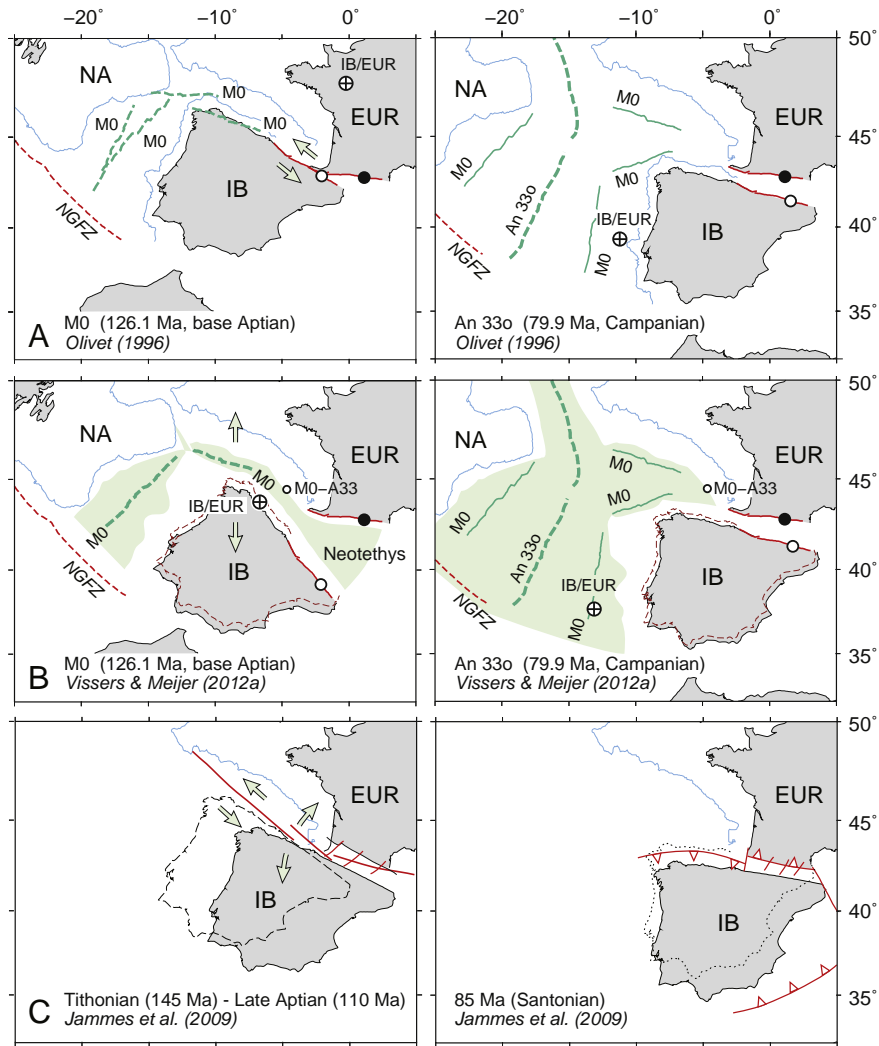 −20° −10° 0° −20° −10° 0°
NA
IB/EUR
EUR
M0
M0
M0
IB
NGFZ
A
M0 (126.1 Ma, base Aptian)
Olivet (1996)
50°
NA
EUR
M0
M0
M0
An 33o
IB/EUR
M0
IB
NGFZ
45°
40°
35°
An 33o (79.9 Ma, Campanian)
Olivet (1996)
NA
EUR
M0
M0–A33
IB/EUR
M0
Neotethys
IB
NGFZ
B
M0 (126.1 Ma, base Aptian)
Vissers & Meijer (2012a)
50°
NA
EUR
M0
M0–A33
M0
M0
An 33o
IB/EUR
M0
IB
NGFZ
45°
40°
35°
An 33o (79.9 Ma, Campanian)
Vissers & Meijer (2012a)
EUR
IB
C
Tithonian (145 Ma) - Late Aptian (110 Ma)
Jammes et al. (2009)
50°
EUR
45°
IB
40°
35°
85 Ma (Santonian)
Jammes et al. (2009)